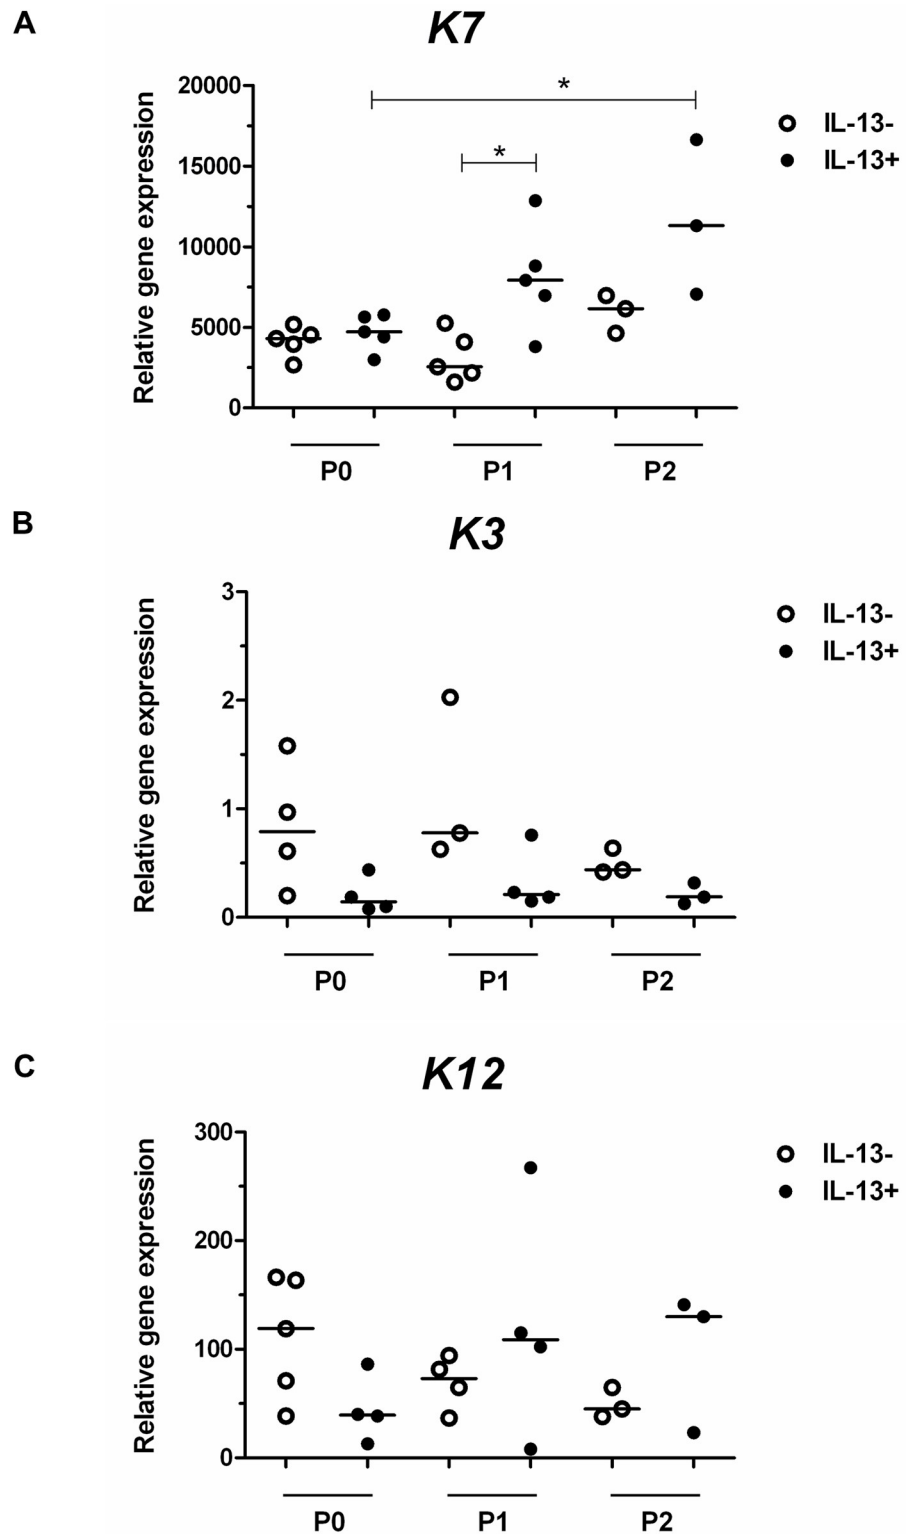 A
K7
Relative gene expression
20000
15000
10000
5000
0
*
*
IL-13-
IL-13+
P0 P1 P2
B
K3
Relative gene expression
3
2
1
0
IL-13-
IL-13+
P0 P1 P2
C
K12
Relative gene expression
300
200
100
0
IL-13-
IL-13+
P0 P1 P2